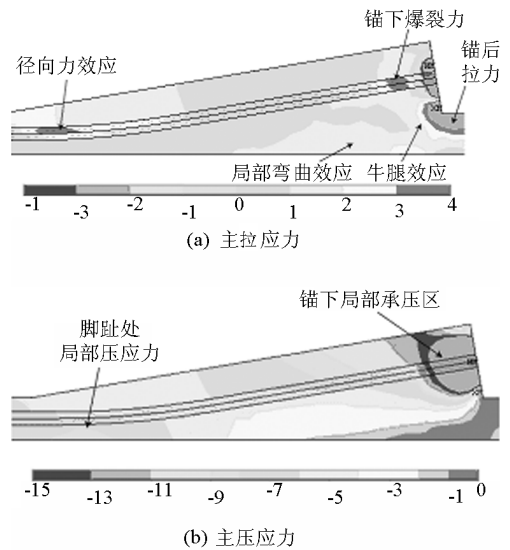 锚下爆裂力
径向力效应
锚后
拉力
局部弯曲效应
牛腿效应
-1
-3
-2
-1
0
1
2
3
4
(a) 主拉应力
锚下局部承压区
脚趾处
局部压应力
-15
-13
-11
-9
-7
-5
-3
-1
0
(b) 主压应力